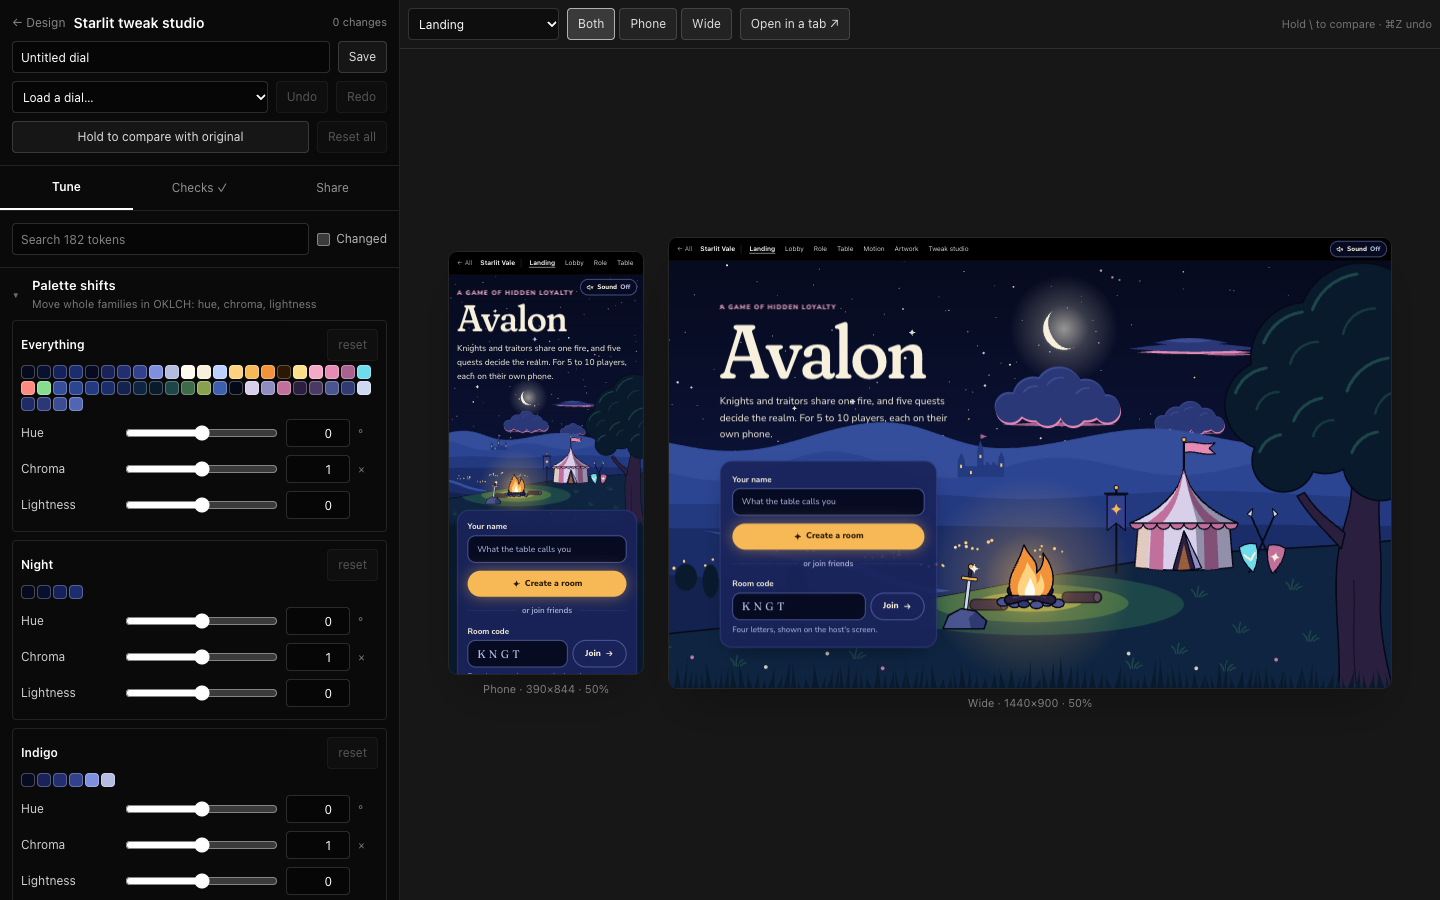 ← Design Starlit tweak studio 0 changes
Untitled dial Save
Load a dial... Undo Redo
Hold to compare with original Reset all
Tune Checks ✓ Share
Search 182 tokens Changed
Palette shifts
Move whole families in OKLCH: hue, chroma, lightness
Everything reset
Hue 0 °
Chroma 1 ×
Lightness 0
Night reset
Hue 0 °
Chroma 1 ×
Lightness 0
Indigo reset
Hue 0 °
Chroma 1 ×
Lightness 0
Landing Both Phone Wide Open in a tab ↗ Hold \ to compare · ⌘Z undo
← All Starlit Vale Landing Lobby Role Table
Sound Off
A GAME OF HIDDEN LOYALTY
Avalon
Knights and traitors share one fire, and five
quests decide the realm. For 5 to 10 players,
each on their own phone.
Your name
What the table calls you
Create a room
or join friends
Room code
KNGT Join →
Phone · 390×844 · 50%
← All Starlit Vale Landing Lobby Role Table Motion Artwork Tweak studio Sound Off
A GAME OF HIDDEN LOYALTY
Avalon
Knights and traitors share one fire, and five quests
decide the realm. For 5 to 10 players, each on their
own phone.
Your name
What the table calls you
Create a room
or join friends
Room code
KNGT Join →
Four letters, shown on the host's screen.
Wide · 1440×900 · 50%